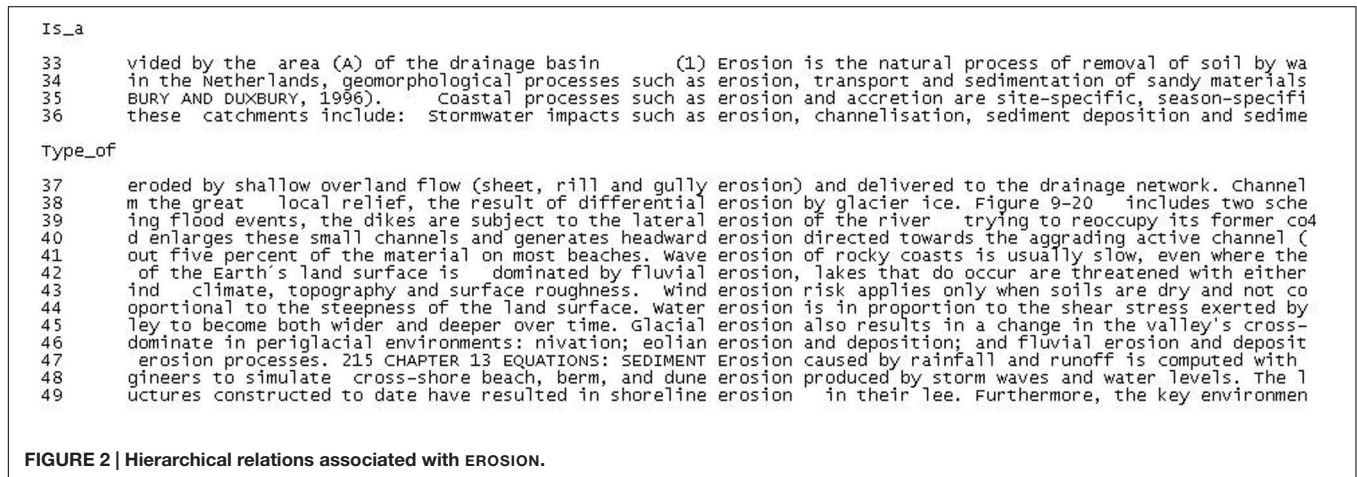 Is_a
33 vided by the area (A) of the drainage basin (1) Erosion is the natural process of removal of soil by wa
34 in the Netherlands, geomorphological processes such as erosion, transport and sedimentation of sandy materials
35 BURY AND DUXBURY, 1996). Coastal processes such as erosion and accretion are site-specific, season-specifi
36 these catchments include: Stormwater impacts such as erosion, channelisation, sediment deposition and sedime
Type_of
37 eroded by shallow overland flow (sheet, rill and gully erosion) and delivered to the drainage network. Channel
38 m the great local relief, the result of differential erosion by glacier ice. Figure 9-20 includes two sche
39 ing flood events, the dikes are subject to the lateral erosion of the river trying to reoccupy its former co4
40 d enlarges these small channels and generates headward erosion directed towards the aggrading active channel (
41 out five percent of the material on most beaches. Wave erosion of rocky coasts is usually slow, even where the
42 of the Earth´s land surface is dominated by fluvial erosion, lakes that do occur are threatened with either
43 ind climate, topography and surface roughness. Wind erosion risk applies only when soils are dry and not co
44 oportional to the steepness of the land surface. Water erosion is in proportion to the shear stress exerted by
45 ley to become both wider and deeper over time. Glacial erosion also results in a change in the valley's cross-
46 dominate in periglacial environments: nivation; eolian erosion and deposition; and fluvial erosion and deposit
47 erosion processes. 215 CHAPTER 13 EQUATIONS: SEDIMENT Erosion caused by rainfall and runoff is computed with
48 gineers to simulate cross-shore beach, berm, and dune erosion produced by storm waves and water levels. The l
49 uctures constructed to date have resulted in shoreline erosion in their lee. Furthermore, the key environmen
FIGURE 2 | Hierarchical relations associated with EROSION.